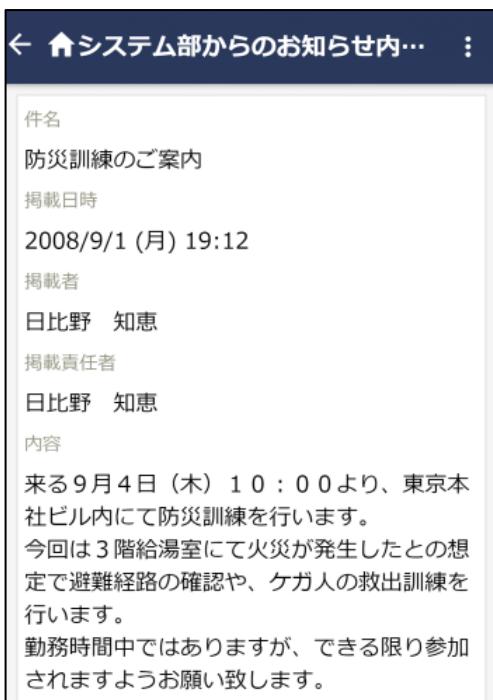 システム部からのお知らせ内…
件名
防災訓練のご案内
掲載日時
2008/9/1 (月) 19:12
掲載者
日比野　知恵
掲載責任者
日比野　知恵
内容
来る９月４日（木）１０：００より、東京本
社ビル内にて防災訓練を行います。
今回は３階給湯室にて火災が発生したとの想
定で避難経路の確認や、ケガ人の救出訓練を
行います。
勤務時間中ではありますが、できる限り参加
されますようお願い致します。